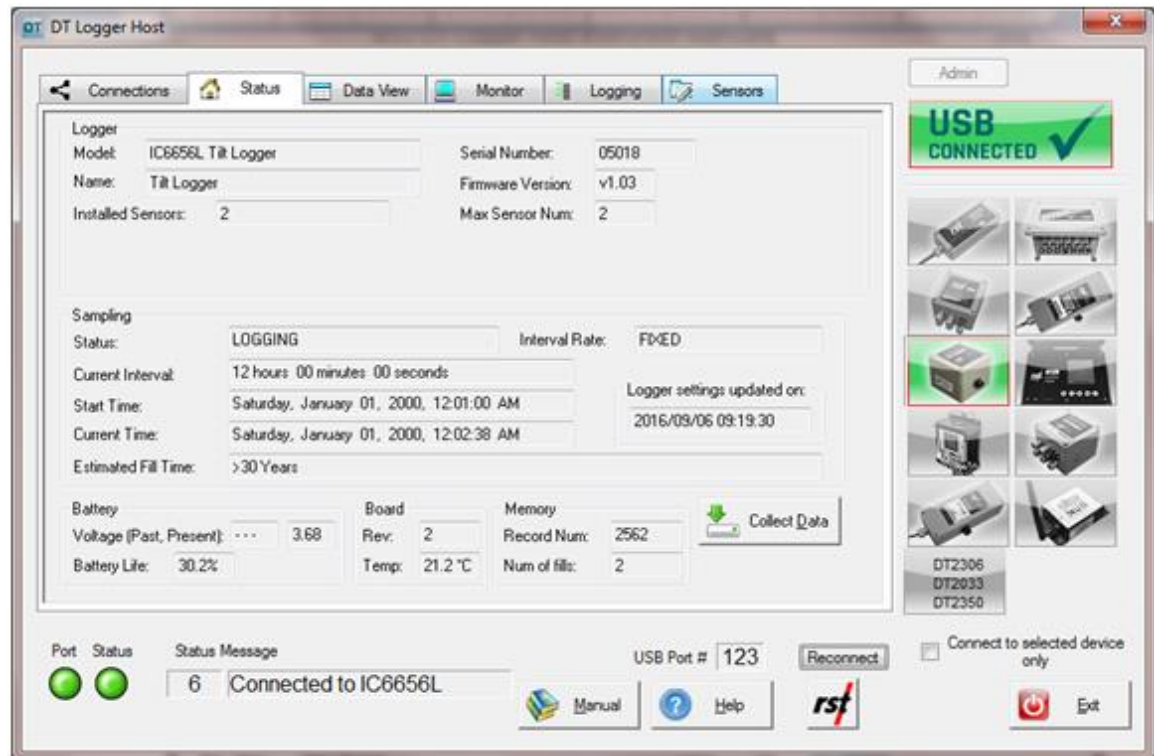 DT DT Logger Host
Connections Status Data View Monitor Logging Sensors
Admin
USB
CONNECTED
Logger
Model: IC6656L Tilt Logger Serial Number: 05018
Name: Tilt Logger Firmware Version: v1.03
Installed Sensors: 2 Max Sensor Num: 2
Sampling
Status: LOGGING Interval Rate: FIXED
Current Interval: 12 hours 00 minutes 00 seconds
Logger settings updated on:
Start Time: Saturday, January 01, 2000, 12:01:00 AM
2016/09/06 09:19:30
Current Time: Saturday, January 01, 2000, 12:02:38 AM
Estimated Fill Time: >30 Years
Battery Board Memory
Voltage (Past, Present): --- 3.68 Rev: 2 Record Num: 2562 Collect Data
Battery Life: 30.2% Temp: 21.2 °C Num of fills: 2
DT2306
DT2033
DT2350
Port Status Status Message USB Port # 123 Reconnect Connect to selected device
only
6 Connected to IC6656L
Manual Help rst Exit